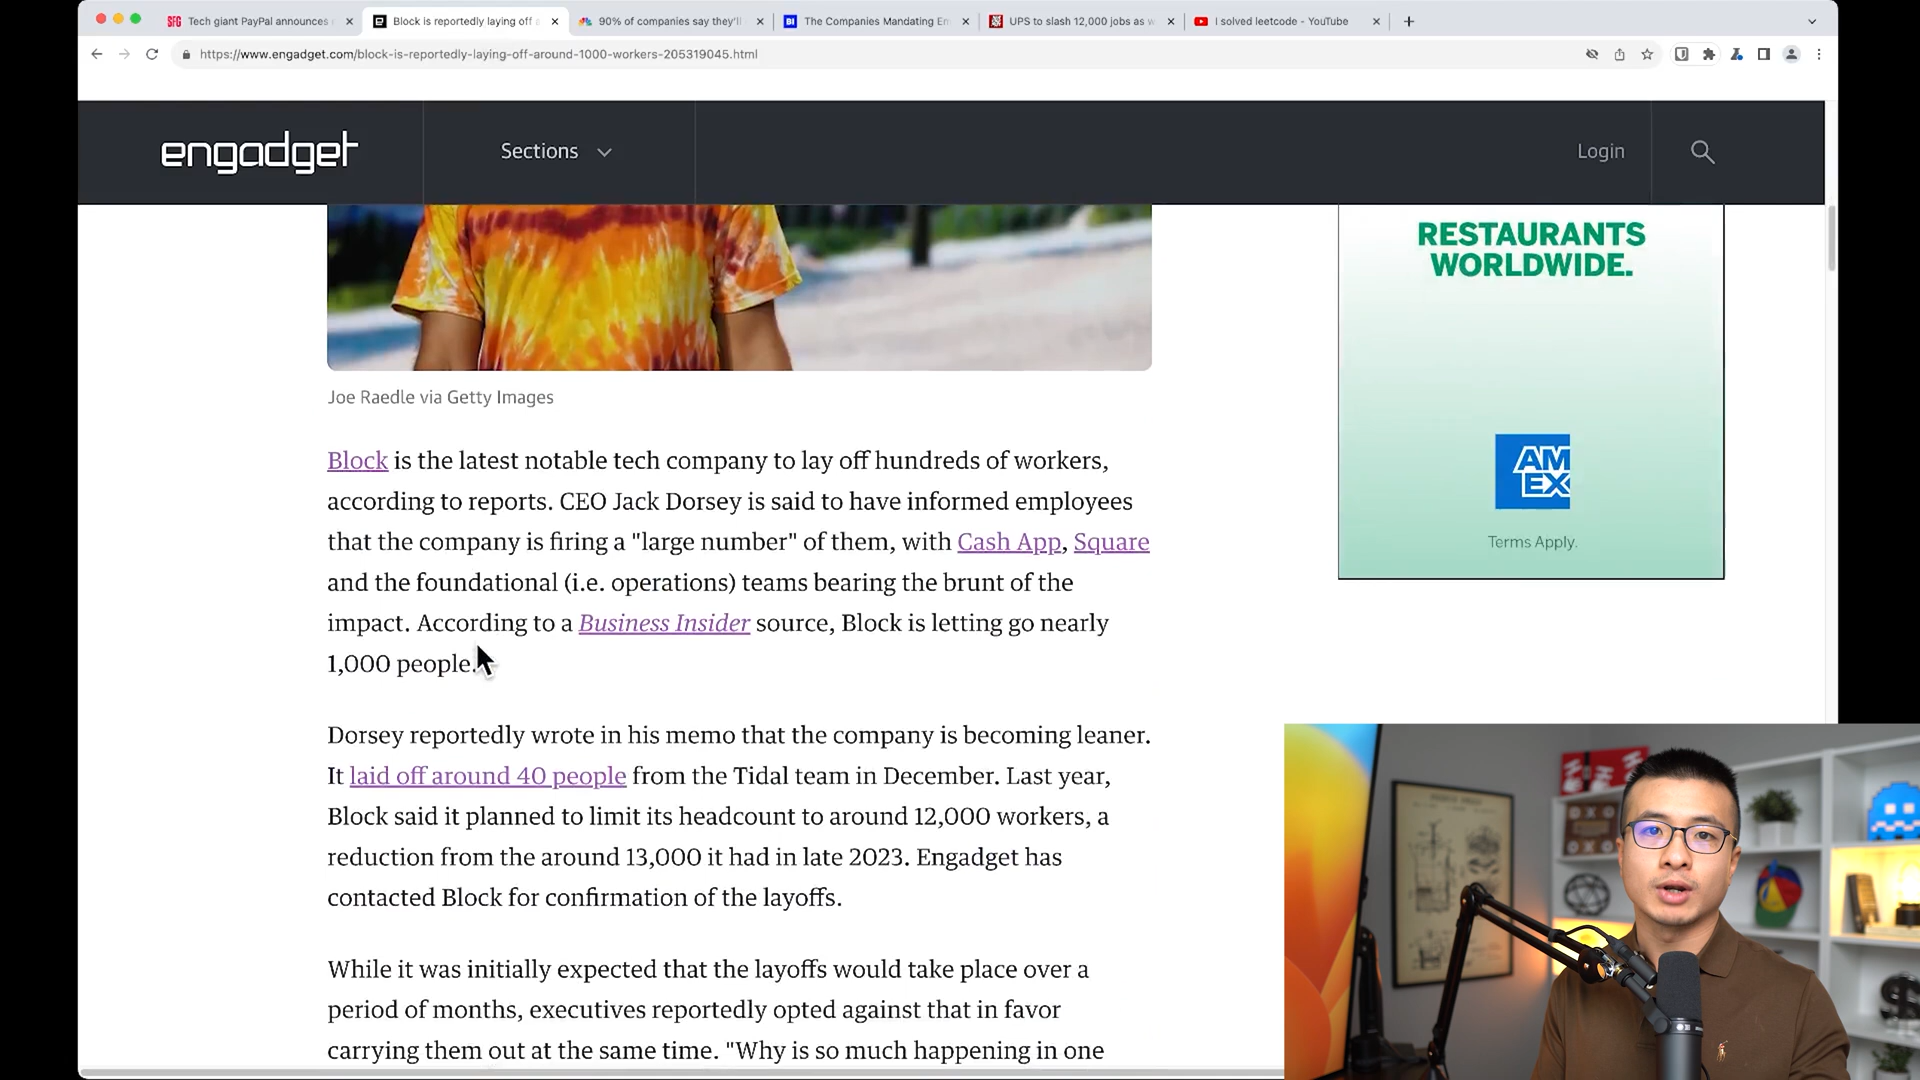 Tech giant PayPal announces
Block is reportedly laying off a
90% of companies say they'll
The Companies Mandating Em
UPS to slash 12,000 jobs as w
I solved leetcode - YouTube
https://www.engadget.com/block-is-reportedly-laying-off-around-1000-workers-205319045.html
engadget
Sections
Login
RESTAURANTS
WORLDWIDE.
AM
EX
Terms Apply.
Joe Raedle via Getty Images
Block is the latest notable tech company to lay off hundreds of workers,
according to reports. CEO Jack Dorsey is said to have informed employees
that the company is firing a "large number" of them, with Cash App, Square
and the foundational (i.e. operations) teams bearing the brunt of the
impact. According to a Business Insider source, Block is letting go nearly
1,000 people.
Dorsey reportedly wrote in his memo that the company is becoming leaner.
It laid off around 40 people from the Tidal team in December. Last year,
Block said it planned to limit its headcount to around 12,000 workers, a
reduction from the around 13,000 it had in late 2023. Engadget has
contacted Block for confirmation of the layoffs.
While it was initially expected that the layoffs would take place over a
period of months, executives reportedly opted against that in favor
carrying them out at the same time. "Why is so much happening in one